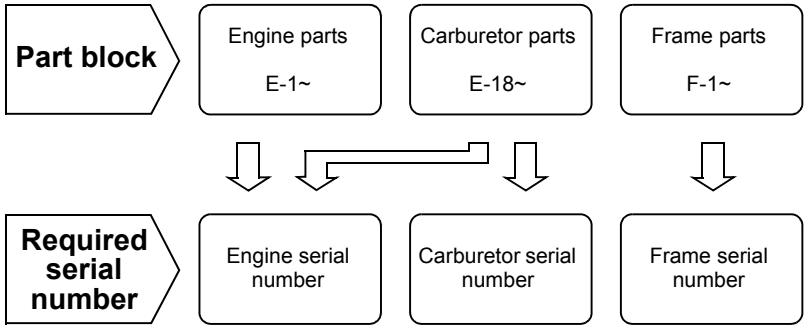 Part block
Engine parts
E-1~
Carburetor parts
E-18~
Frame parts
F-1~
Required
serial
number
Engine serial
number
Carburetor serial
number
Frame serial
number